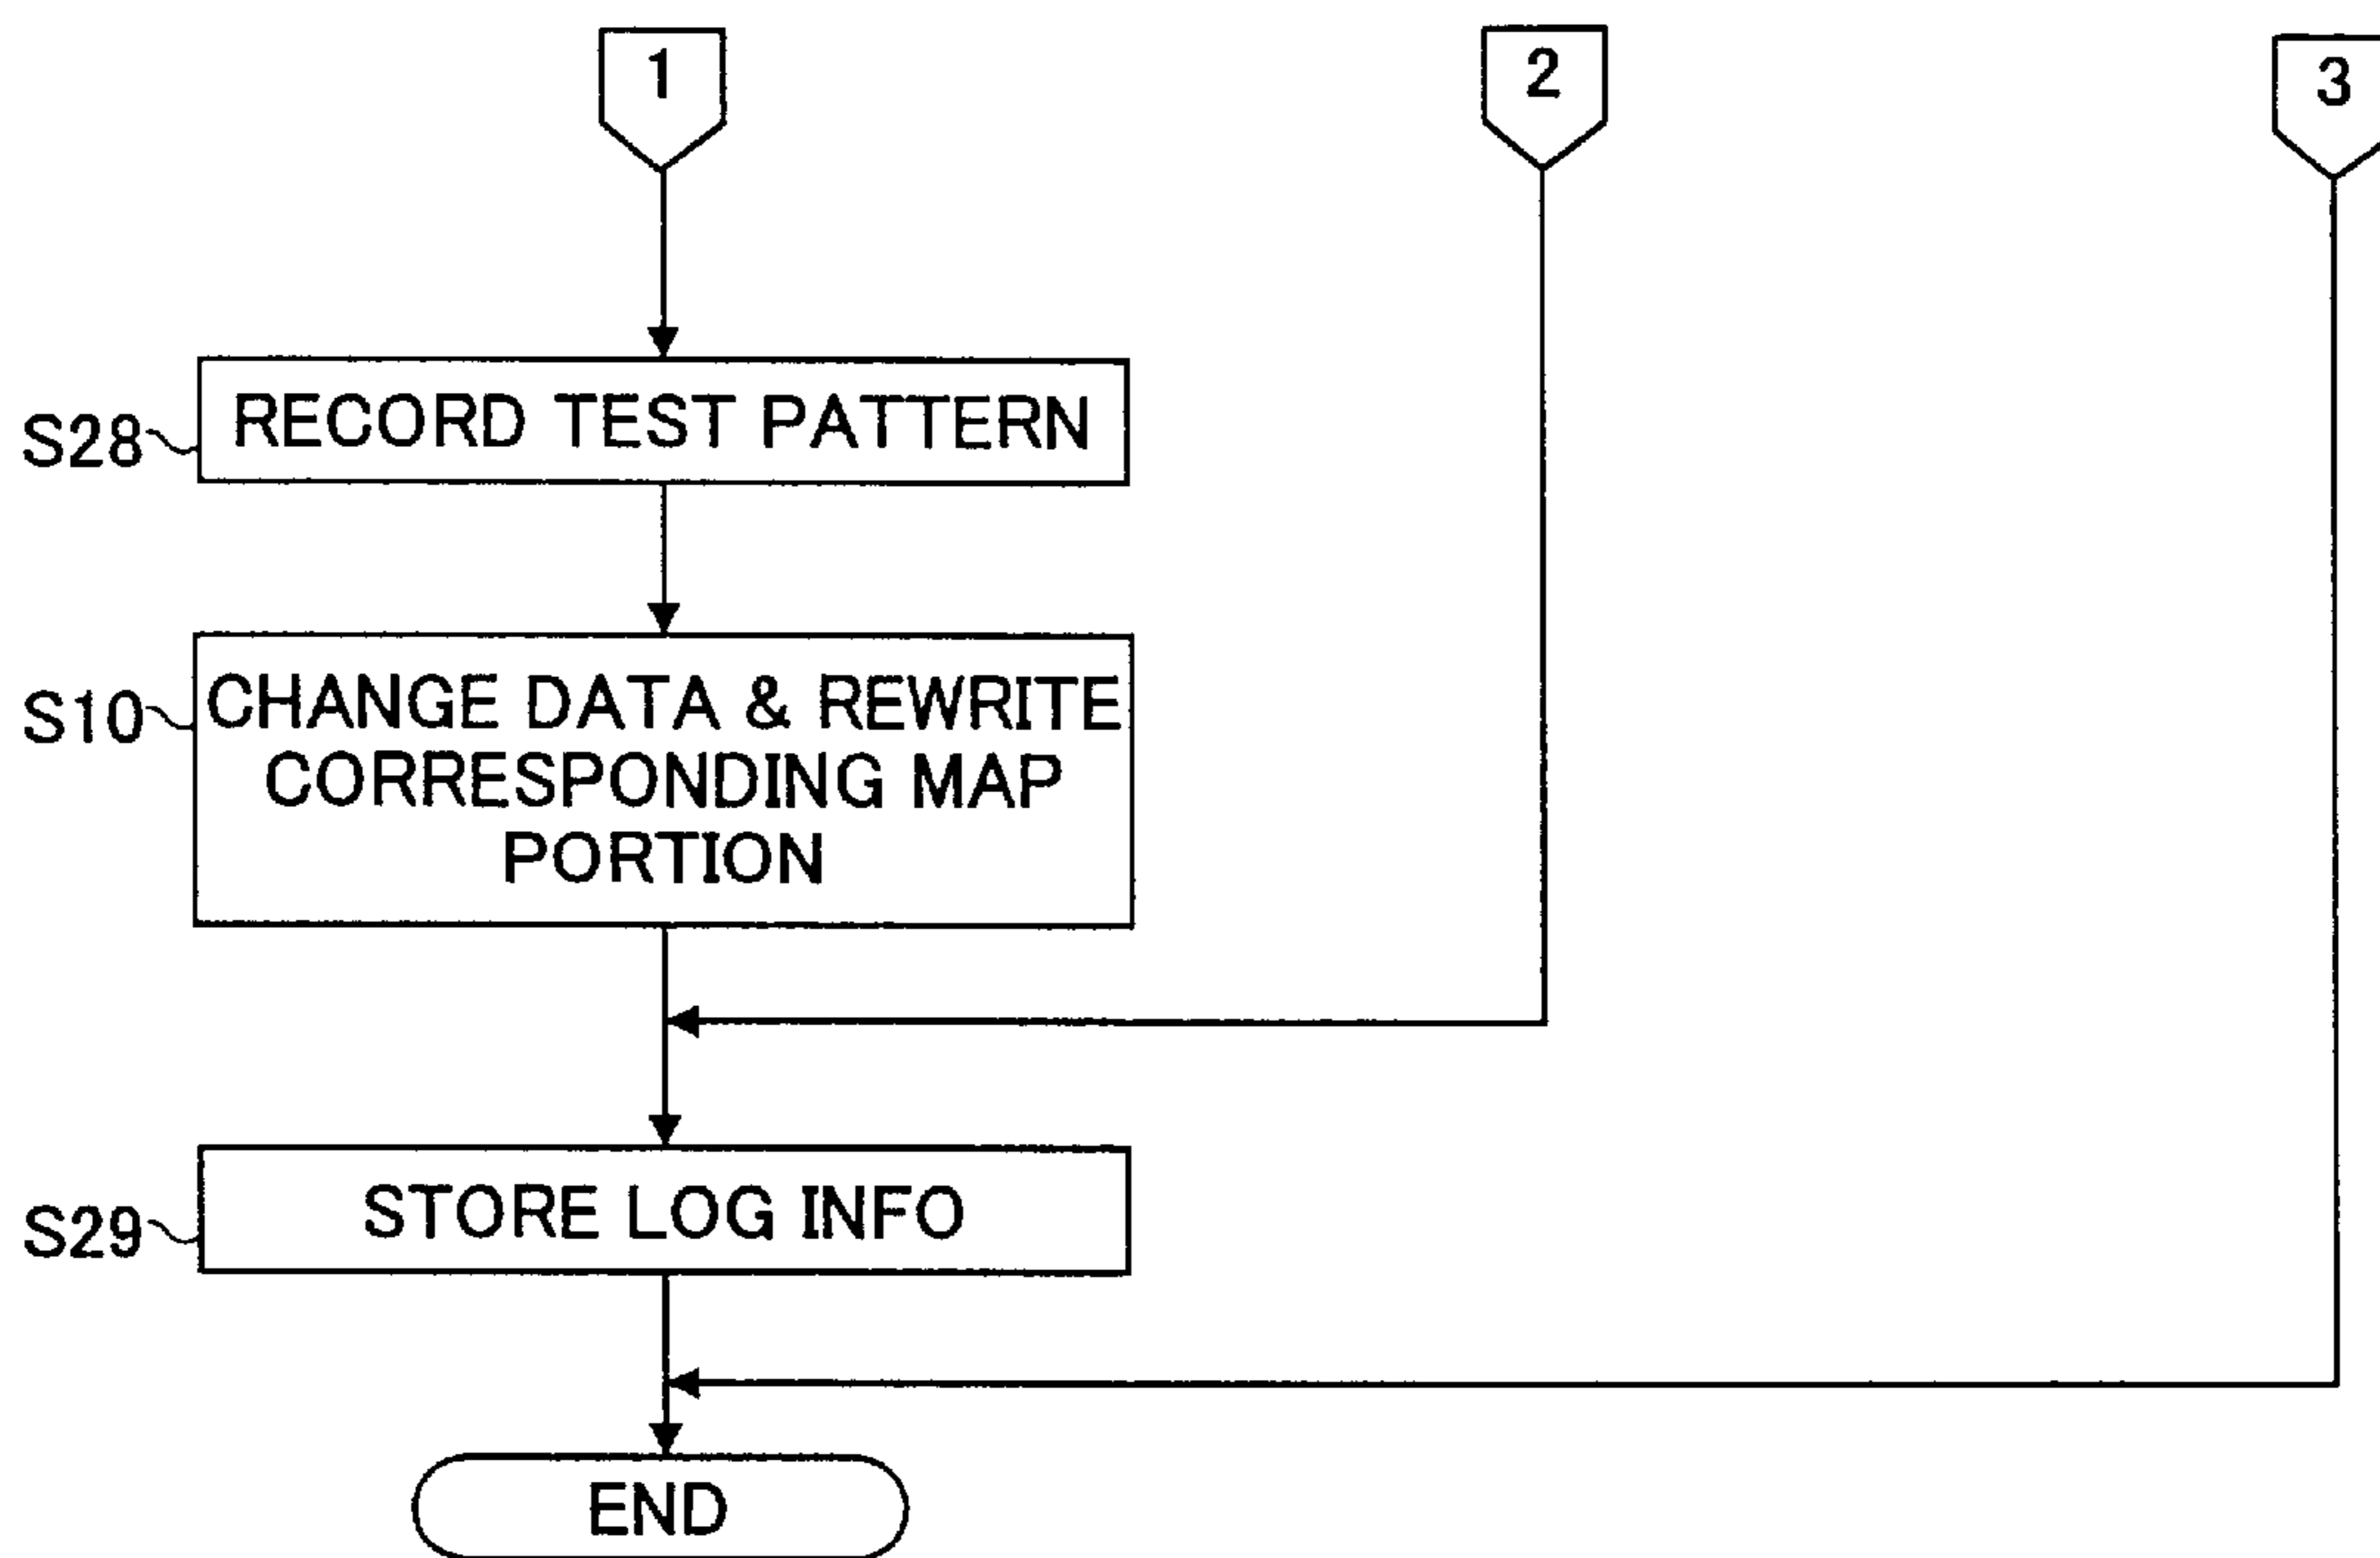 1
2
3
S28
RECORD TEST PATTERN
S10
CHANGE DATA & REWRITE
CORRESPONDING MAP
PORTION
S29
STORE LOG INFO
END